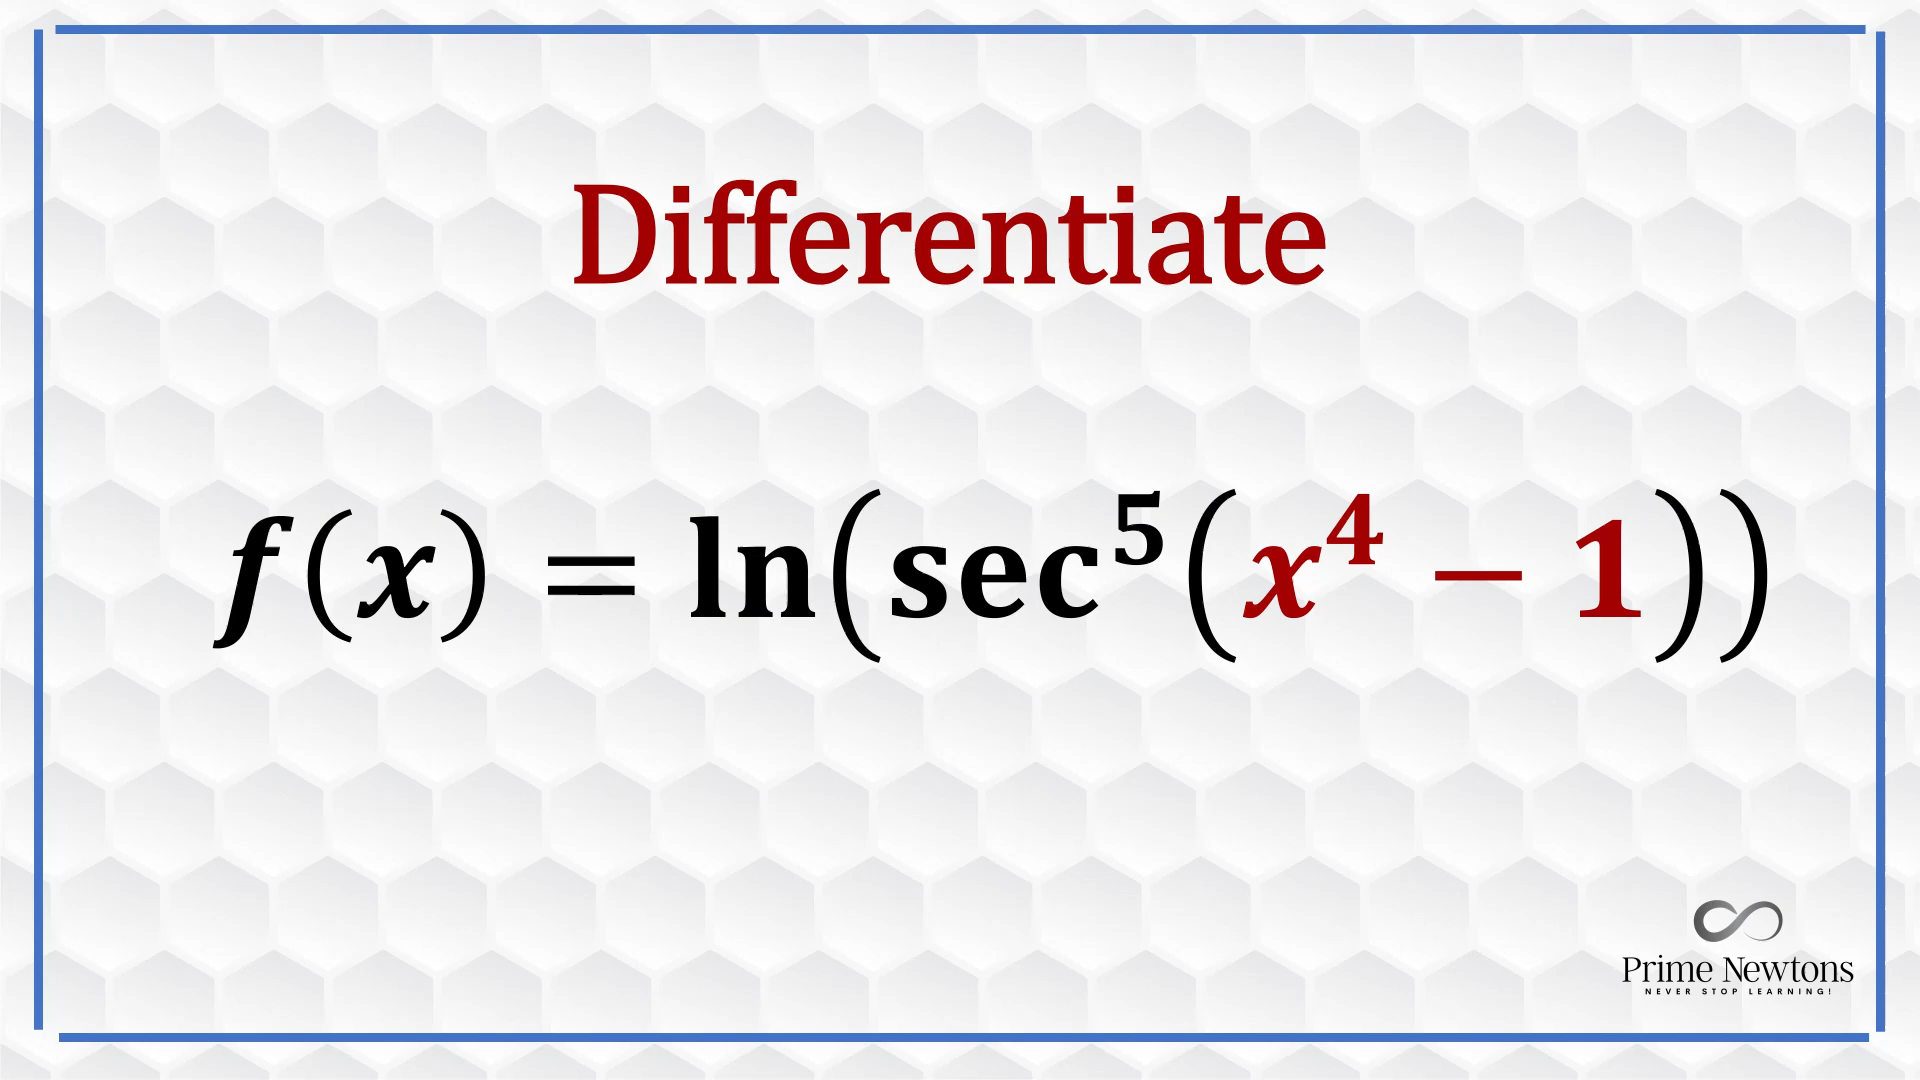 Differentiate
f(x) = ln(sec⁵(x⁴ − 1))
Prime Newtons
NEVER STOP LEARNING!